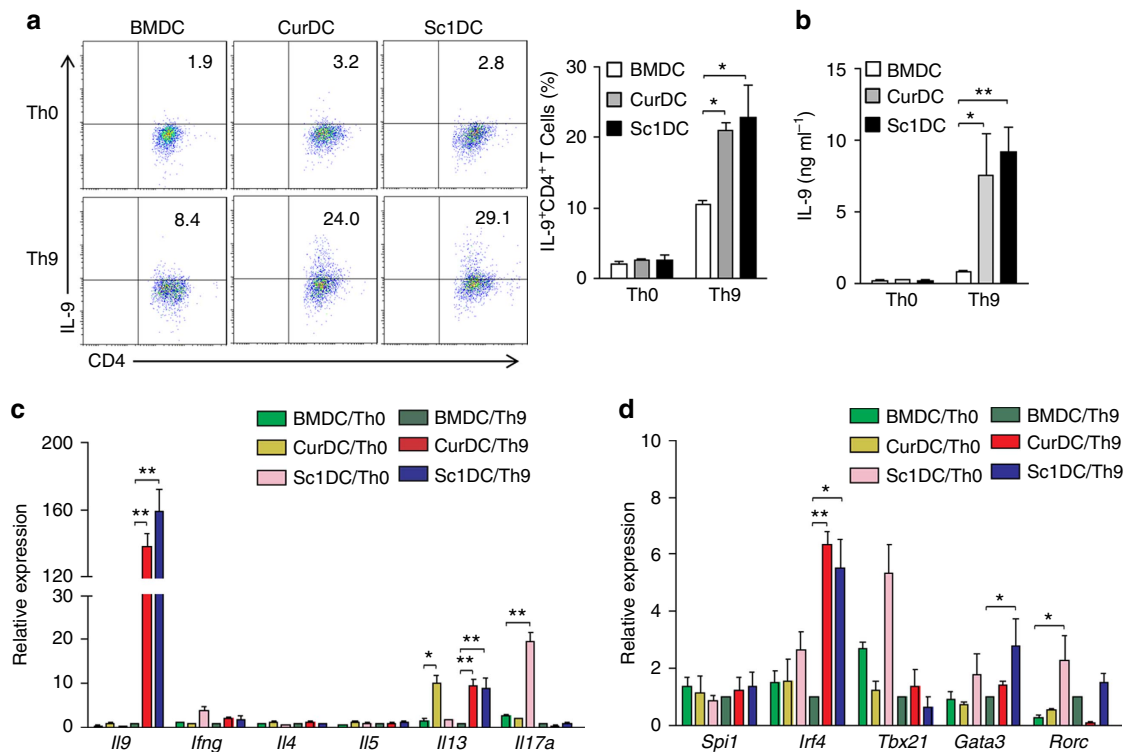 a
BMDC CurDC Sc1DC
Th0 1.9 3.2 2.8
Th9 8.4 24.0 29.1
IL-9
CD4
IL-9+CD4+ T Cells (%)
30
20
10
0
BMDC
CurDC
Sc1DC
* *
Th0 Th9
b
IL-9 (ng ml−1)
15
10
5
0
BMDC
CurDC
Sc1DC
* **
Th0 Th9
c
Relative expression
200
160
120
30
20
10
0
BMDC/Th0 BMDC/Th9
CurDC/Th0 CurDC/Th9
Sc1DC/Th0 Sc1DC/Th9
** ** * ** ** **
Il9 Ifng Il4 Il5 Il13 Il17a
d
Relative expression
10
8
6
4
2
0
BMDC/Th0 BMDC/Th9
CurDC/Th0 CurDC/Th9
Sc1DC/Th0 Sc1DC/Th9
** * * *
Spi1 Irf4 Tbx21 Gata3 Rorc